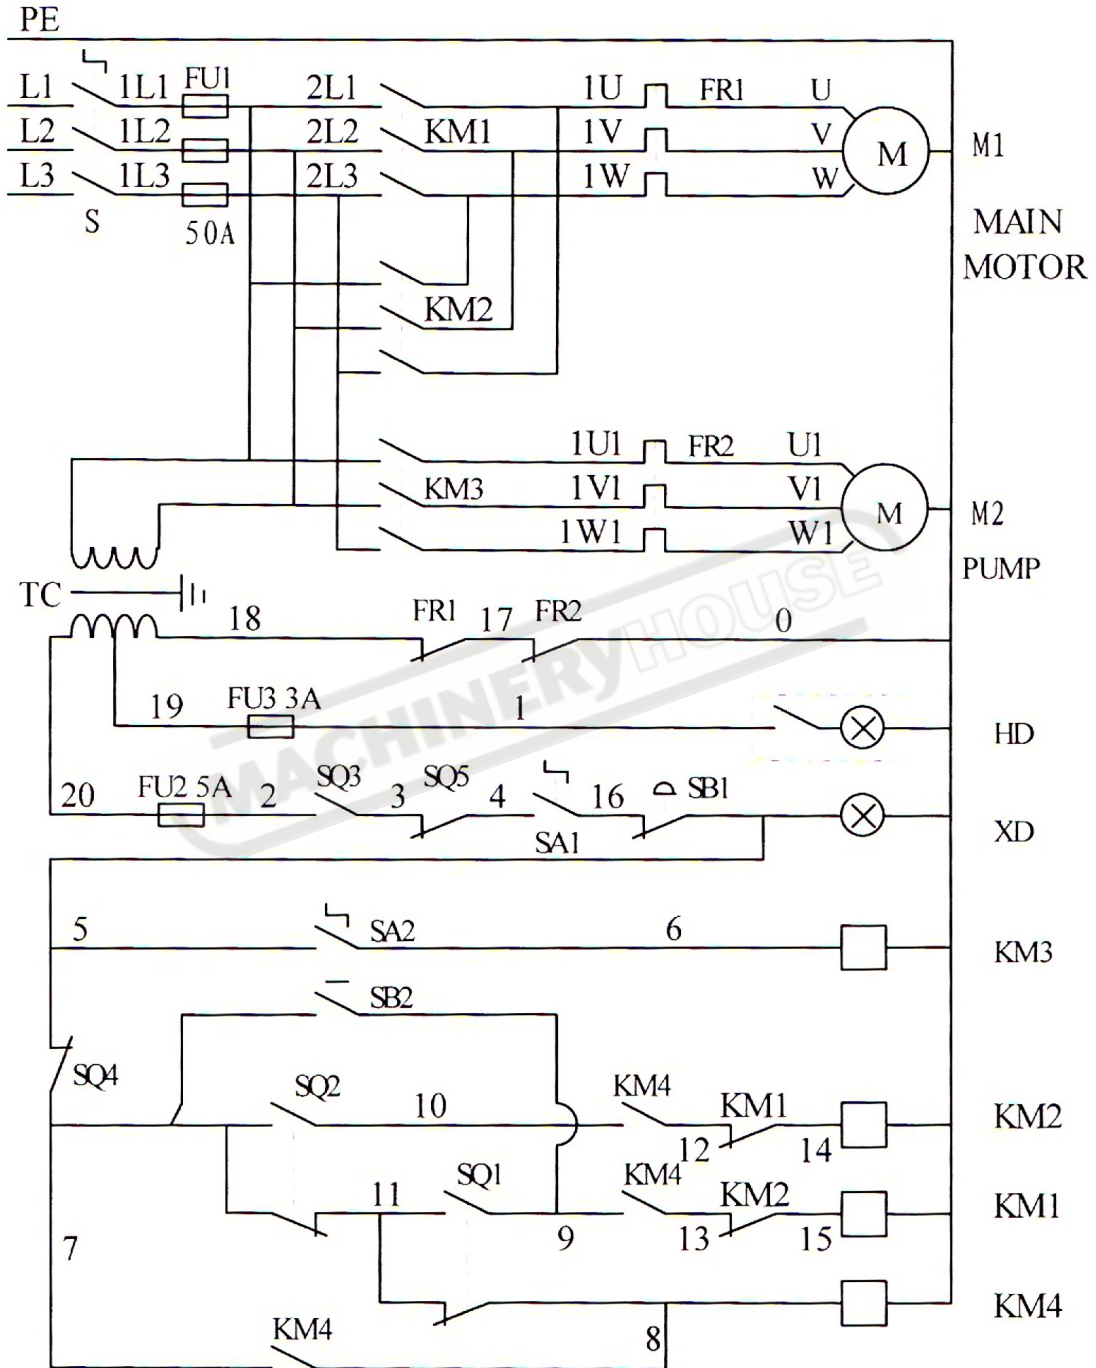 PE
L1 1L1 FU1 2L1 1U FR1 U
L2 1L2 2L2 KM1 1V V M M1
L3 1L3 2L3 1W W
S 50A MAIN
MOTOR
KM2
1U1 FR2 U1
KM3 1V1 V1 M M2
1W1 W1
PUMP
TC
18 FR1 17 FR2 0
MACHINERYHOUSE
19 FU3 3A 1 HD
20 FU2 5A 2 SQ3 3 SQ5 4 16 SB1 XD
SA1
5 SA2 6 KM3
SB2
SQ4
SQ2 10 KM4 KM1 KM2
12 14
11 SQ1 KM4 KM2 KM1
7 9 13 15
KM4
KM4 8